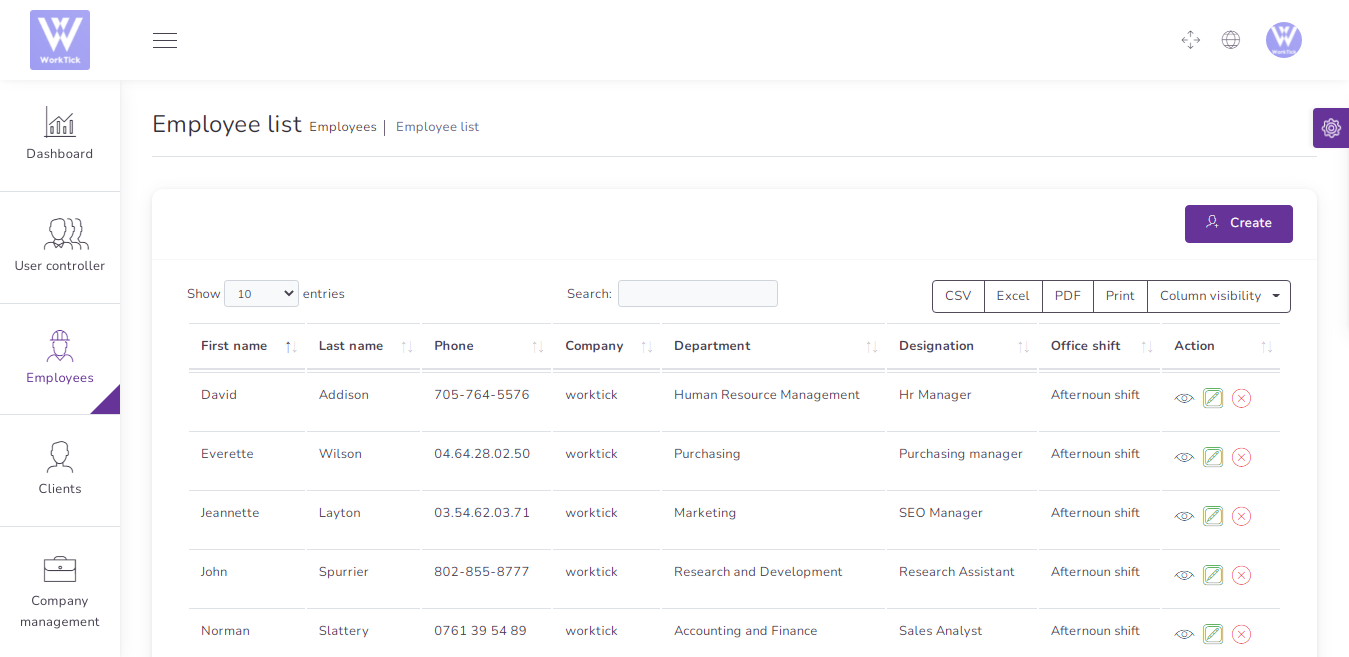 WorkTick
WorkTick
Employee list Employees | Employee list
Dashboard
User controller
Employees
Clients
Company
management
Create
Show 10 entries
Search:
CSV Excel PDF Print Column visibility
First name Last name Phone Company Department Designation Office shift Action
David Addison 705-764-5576 worktick Human Resource Management Hr Manager Afternoun shift
Everette Wilson 04.64.28.02.50 worktick Purchasing Purchasing manager Afternoun shift
Jeannette Layton 03.54.62.03.71 worktick Marketing SEO Manager Afternoun shift
John Spurrier 802-855-8777 worktick Research and Development Research Assistant Afternoun shift
Norman Slattery 0761 39 54 89 worktick Accounting and Finance Sales Analyst Afternoun shift